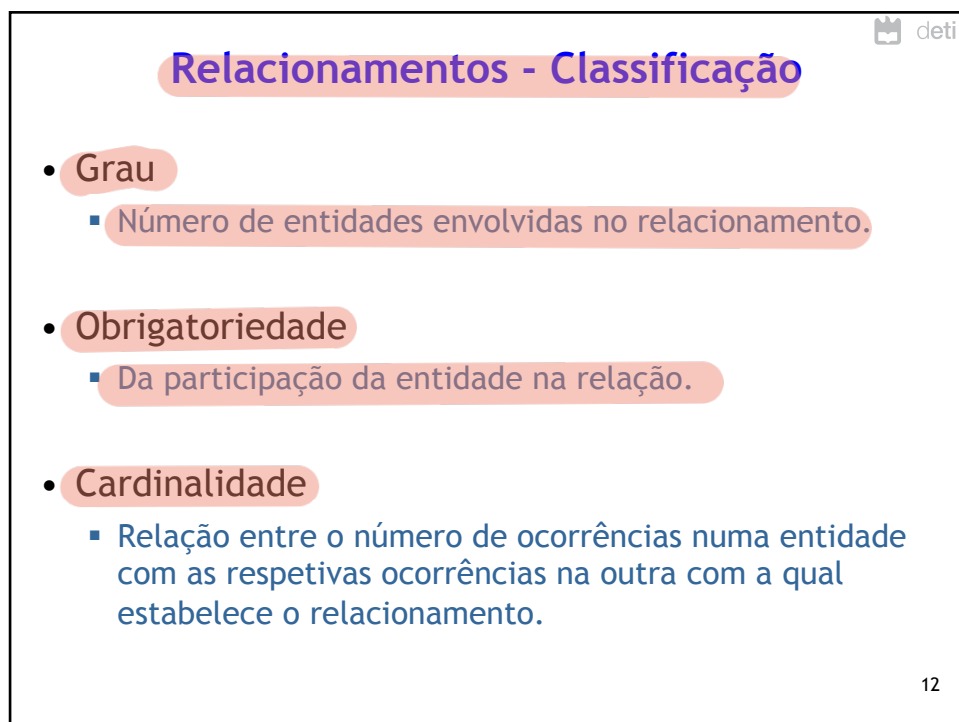 deti
Relacionamentos - Classificação
• Grau
▪ Número de entidades envolvidas no relacionamento.
• Obrigatoriedade
▪ Da participação da entidade na relação.
• Cardinalidade
▪ Relação entre o número de ocorrências numa entidade
com as respetivas ocorrências na outra com a qual
estabelece o relacionamento.
12